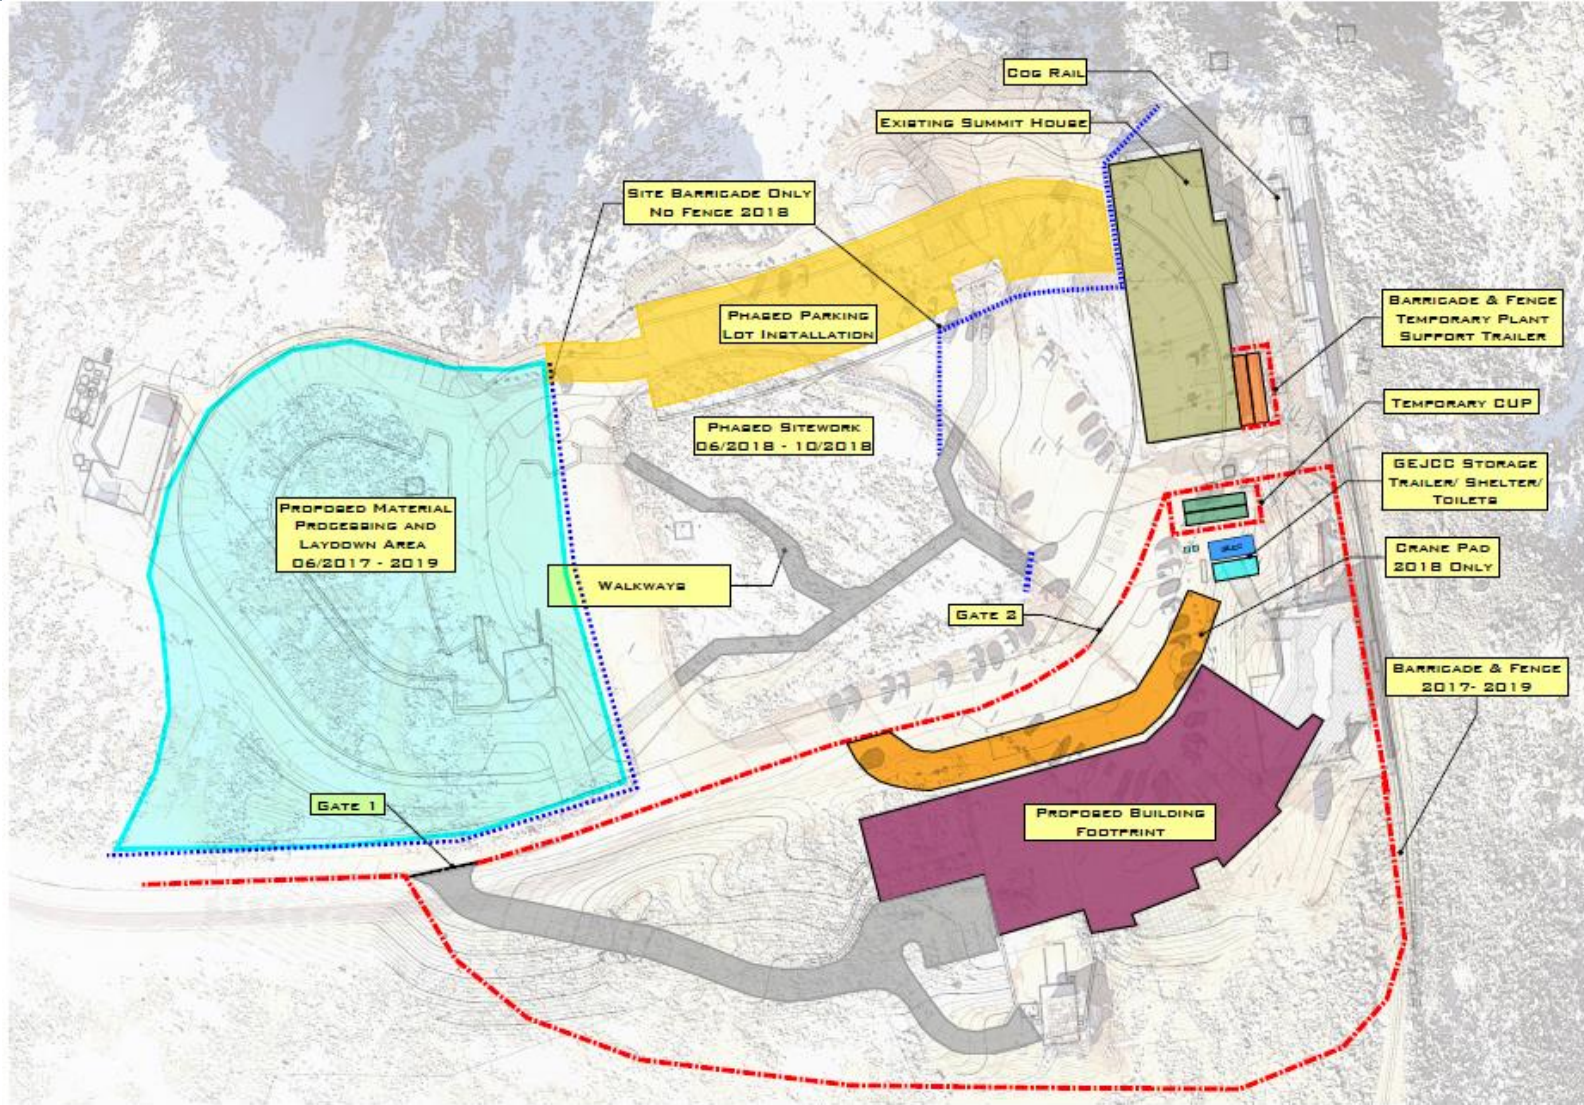 COG RAIL
EXISTING SUMMIT HOUSE
SITE BARRICADE ONLY
NO FENCE 2018
BARRICADE & FENCE
TEMPORARY PLANT
SUPPORT TRAILER
PHASED PARKING
LOT INSTALLATION
TEMPORARY CUP
PHASED SITEWORK
06/2018 - 10/2018
GEJCC STORAGE
TRAILER/ SHELTER/
TOILETS
PROPOSED MATERIAL
PROCESSING AND
LAYDOWN AREA
06/2017 - 2019
CRANE PAD
2018 ONLY
WALKWAYS
GATE 2
BARRICADE & FENCE
2017- 2019
GATE 1
PROPOSED BUILDING
FOOTPRINT